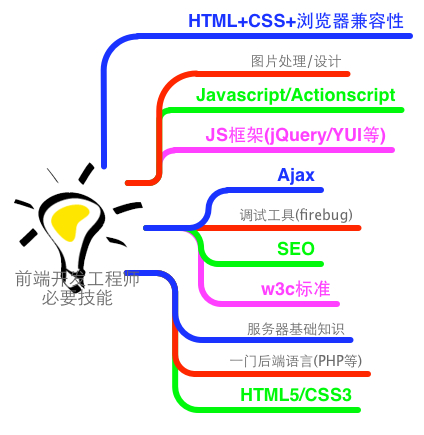 HTML+CSS+浏览器兼容性
图片处理/设计
Javascript/Actionscript
JS框架(jQuery/YUI等)
Ajax
调试工具(firebug)
SEO
w3c标准
服务器基础知识
一门后端语言(PHP等)
HTML5/CSS3
前端开发工程师
必要技能